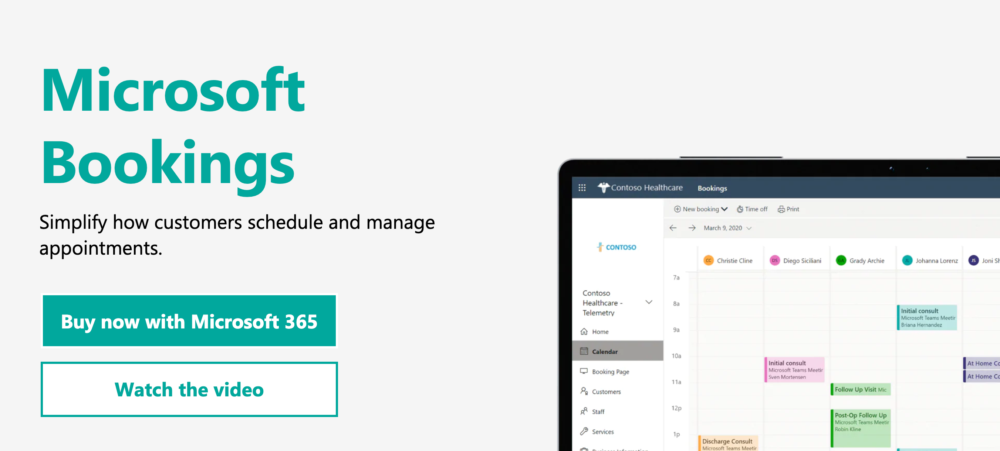 Microsoft
Bookings
Simplify how customers schedule and manage
appointments.
Buy now with Microsoft 365
Watch the video
Contoso Healthcare Bookings
New booking Time off Print
March 9, 2020
CONTOSO
CC Christie Cline DS Diego Siciliani GA Grady Archie JL Johanna Lorenz JS Joni Sh
Contoso
Healthcare -
Telemetry
Home
Calendar
Booking Page
Customers
Staff
Services
Business Information
7a
8a
9a
10a
11a
12p
1p
Initial consult
Microsoft Teams Meetir
Briana Hernandez
Initial consult
Microsoft Teams Meetir
Sven Mortensen
At Home Co
At Home Co
Follow Up Visit Mic
Post-Op Follow Up
Microsoft Teams Meetir
Robin Kline
Discharge Consult
Microsoft Teams Meetir